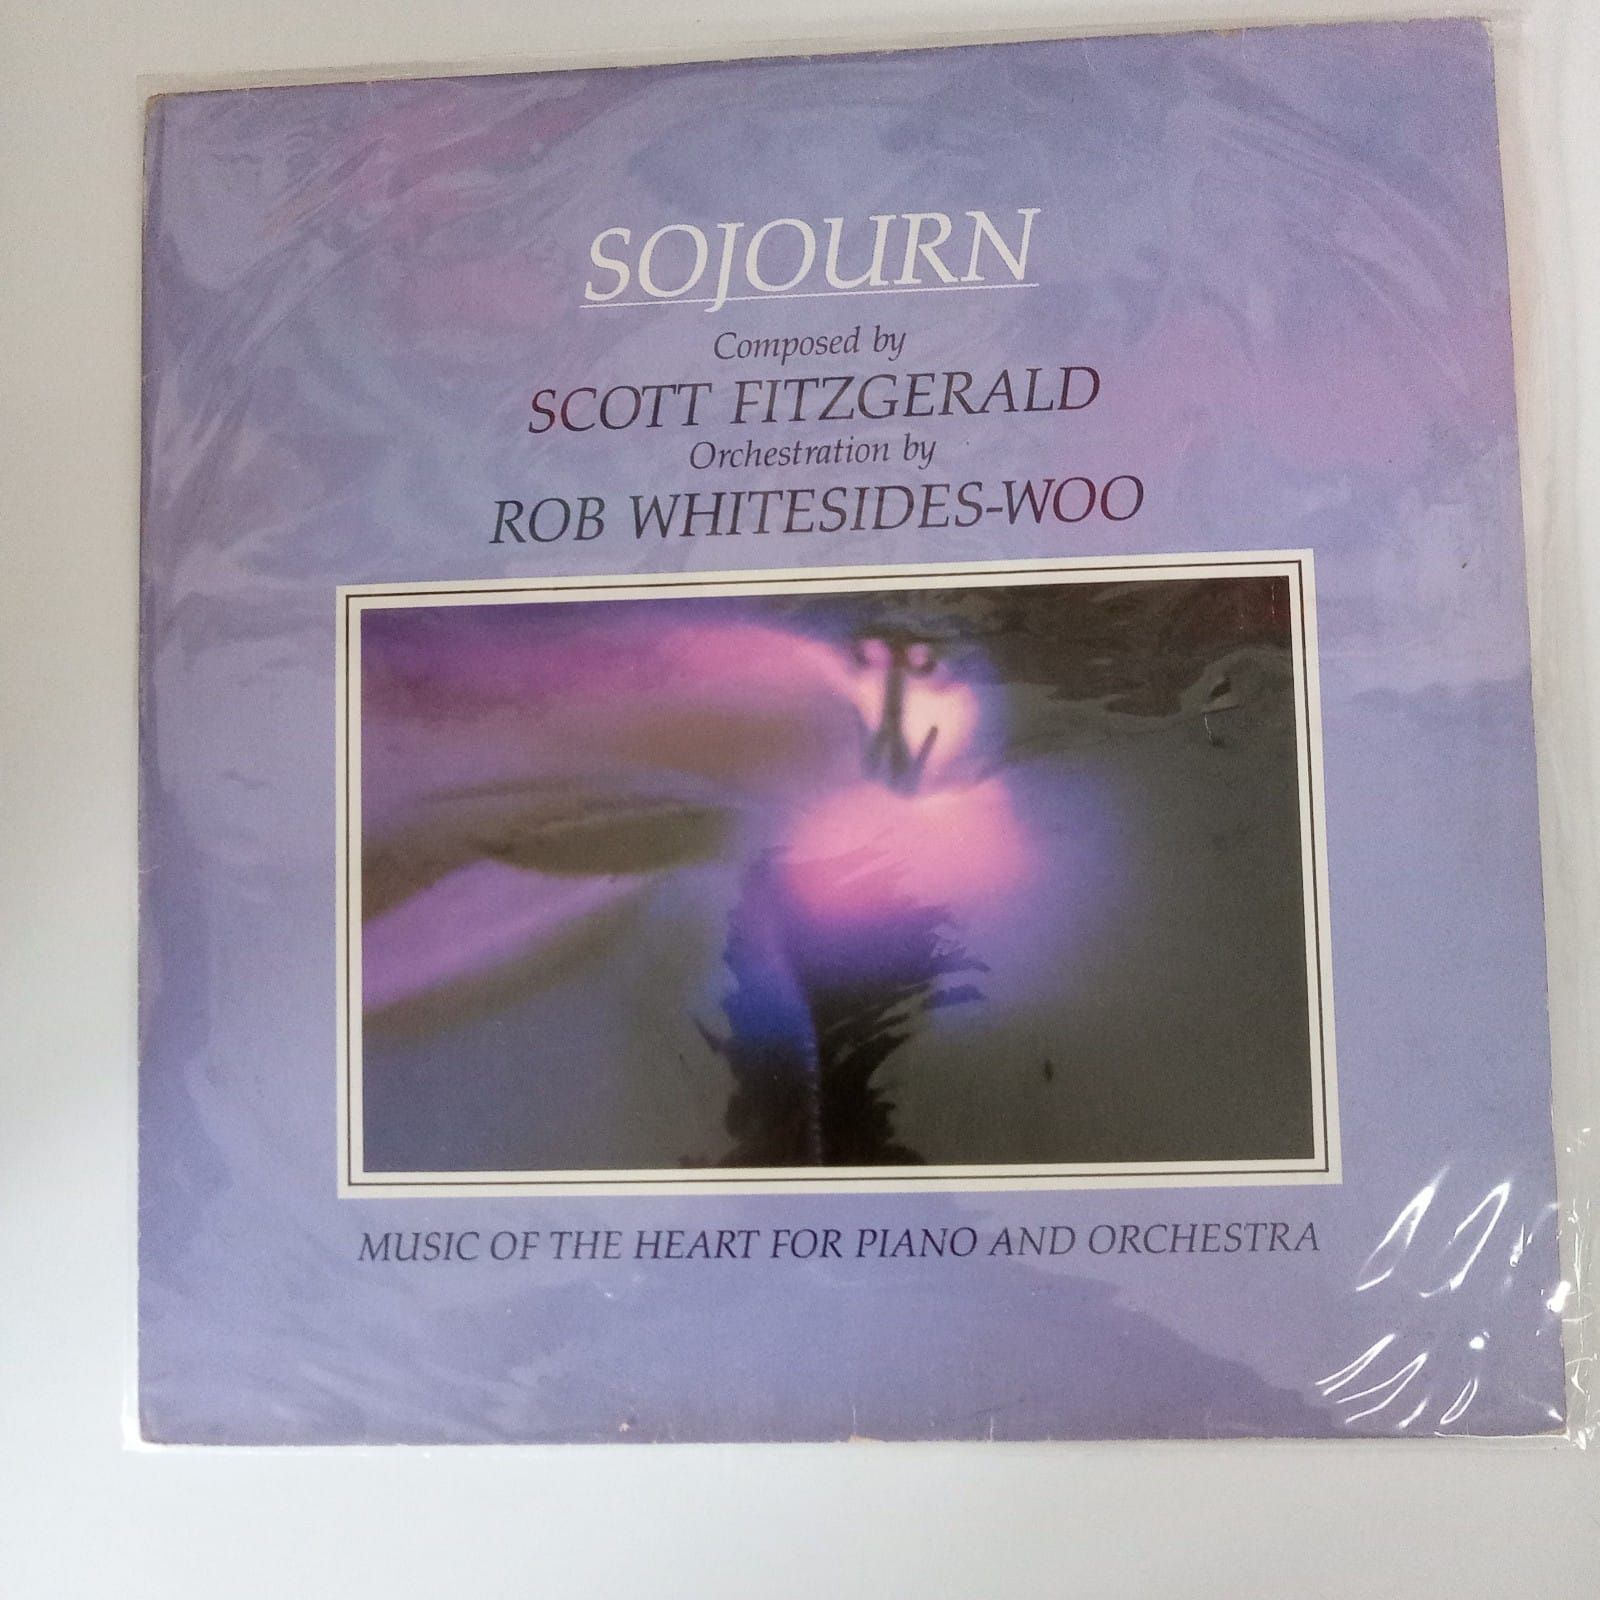 SOJOURN
Composed by
SCOTT FITZGERALD
Orchestration by
ROB WHITESIDES-WOO
MUSIC OF THE HEART FOR PIANO AND ORCHESTRA